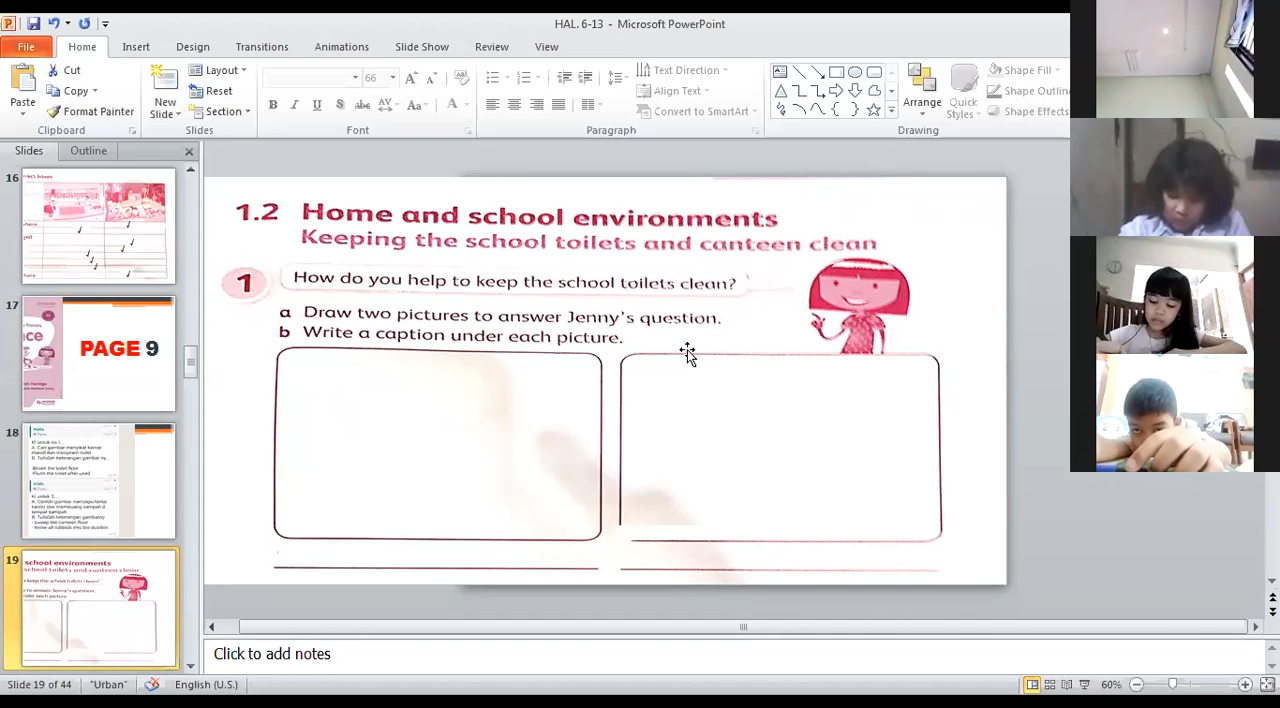 HAL. 6-13 - Microsoft PowerPoint
File Home Insert Design Transitions Animations Slide Show Review View
Paste
Cut
Copy
Format Painter
Clipboard
New Slide
Layout
Reset
Section
Slides
66
Font
Text Direction
Align Text
Convert to SmartArt
Paragraph
Arrange
Quick Styles
Shape Fill
Shape Outline
Shape Effects
Drawing
Slides Outline
16
17
PAGE 9
18
19
school environments
1.2 Home and school environments
Keeping the school toilets and canteen clean
1 How do you help to keep the school toilets clean?
a Draw two pictures to answer Jenny's question.
b Write a caption under each picture.
Click to add notes
Slide 19 of 44 "Urban" English (U.S.) 60%